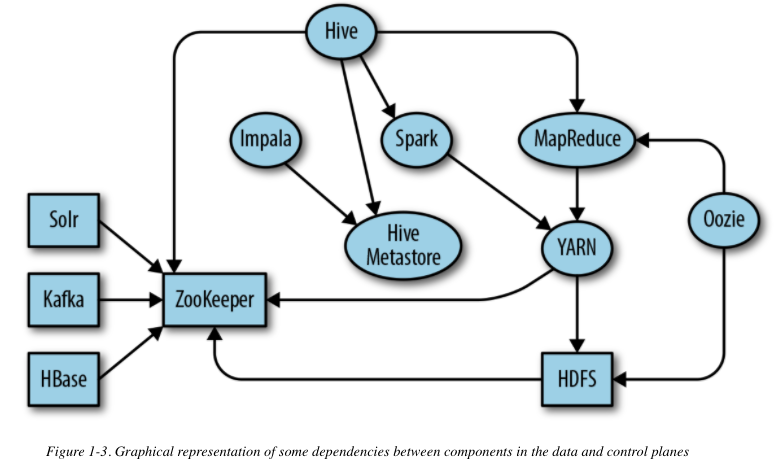 Hive
Impala
Spark
MapReduce
Solr
Hive
Metastore
YARN
Oozie
Kafka
ZooKeeper
HBase
HDFS
Figure 1-3. Graphical representation of some dependencies between components in the data and control planes